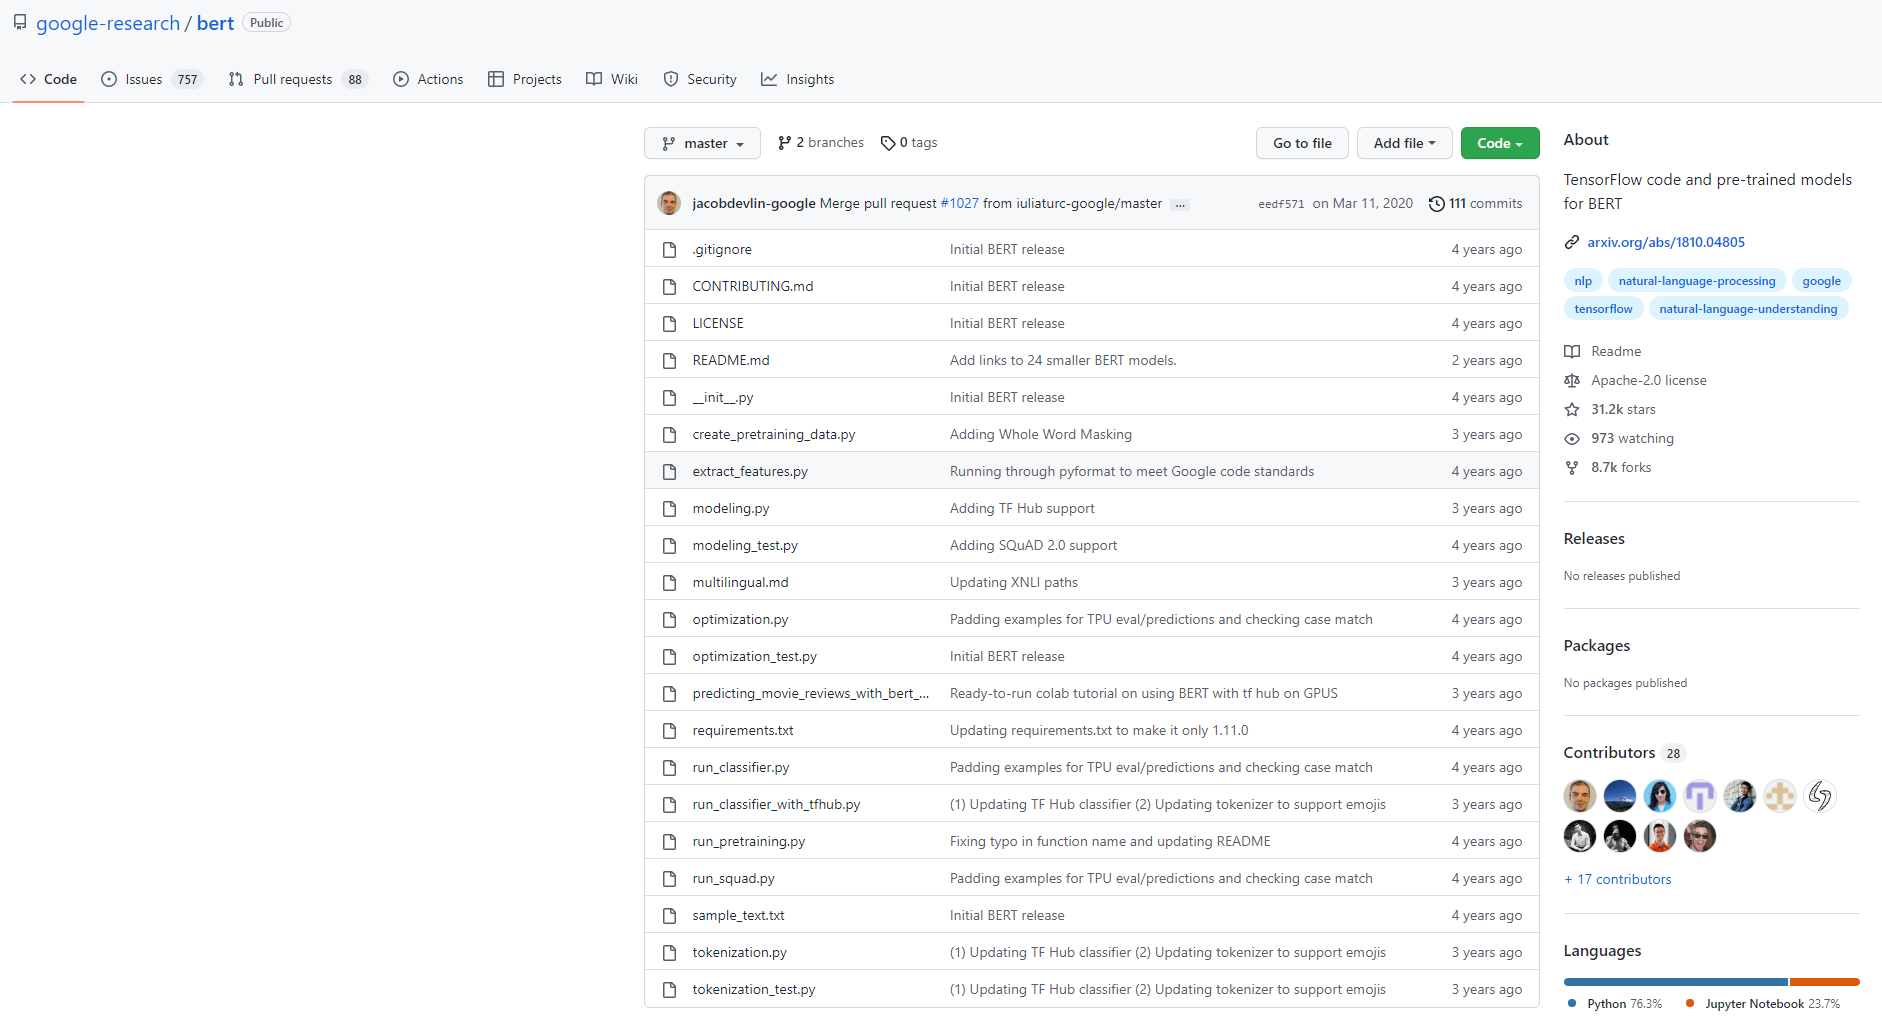 google-research / bert Public
Code Issues 757 Pull requests 88 Actions Projects Wiki Security Insights
master 2 branches 0 tags Go to file Add file Code
jacobdevlin-google Merge pull request #1027 from iuliaturc-google/master ... eedf571 on Mar 11, 2020 111 commits
.gitignore Initial BERT release 4 years ago
CONTRIBUTING.md Initial BERT release 4 years ago
LICENSE Initial BERT release 4 years ago
README.md Add links to 24 smaller BERT models. 2 years ago
__init__.py Initial BERT release 4 years ago
create_pretraining_data.py Adding Whole Word Masking 3 years ago
extract_features.py Running through pyformat to meet Google code standards 4 years ago
modeling.py Adding TF Hub support 3 years ago
modeling_test.py Adding SQuAD 2.0 support 4 years ago
multilingual.md Updating XNLI paths 3 years ago
optimization.py Padding examples for TPU eval/predictions and checking case match 4 years ago
optimization_test.py Initial BERT release 4 years ago
predicting_movie_reviews_with_bert_... Ready-to-run colab tutorial on using BERT with tf hub on GPUS 3 years ago
requirements.txt Updating requirements.txt to make it only 1.11.0 4 years ago
run_classifier.py Padding examples for TPU eval/predictions and checking case match 4 years ago
run_classifier_with_tfhub.py (1) Updating TF Hub classifier (2) Updating tokenizer to support emojis 3 years ago
run_pretraining.py Fixing typo in function name and updating README 4 years ago
run_squad.py Padding examples for TPU eval/predictions and checking case match 4 years ago
sample_text.txt Initial BERT release 4 years ago
tokenization.py (1) Updating TF Hub classifier (2) Updating tokenizer to support emojis 3 years ago
tokenization_test.py (1) Updating TF Hub classifier (2) Updating tokenizer to support emojis 3 years ago
About
TensorFlow code and pre-trained models
for BERT
arxiv.org/abs/1810.04805
nlp natural-language-processing google
tensorflow natural-language-understanding
Readme
Apache-2.0 license
31.2k stars
973 watching
8.7k forks
Releases
No releases published
Packages
No packages published
Contributors 28
+ 17 contributors
Languages
Python 76.3% Jupyter Notebook 23.7%